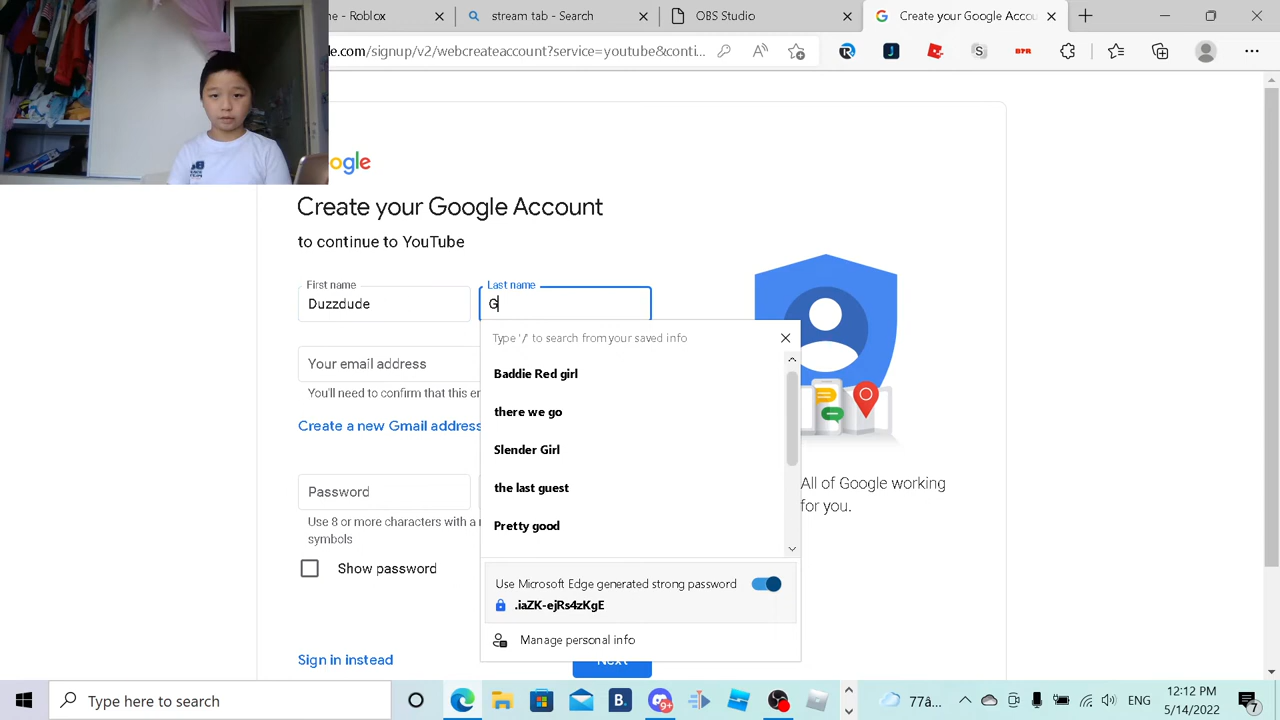 ne - Roblox
stream - Search
OBS Studio
Create your Google Accou
le.com/signup/v2/webcreateaccount?service=youtube&conti...
ogle
Create your Google Account
to continue to YouTube
First name
Last name
Duzzdude
G
Type '/' to search from your saved info
Your email address
Baddie Red girl
You'll need to confirm that this em
there we go
Create a new Gmail address
Slender Girl
the last guest
All of Google working
for you.
Password
Pretty good
Use 8 or more characters with a
symbols
Show password
Use Microsoft Edge generated strong password
.iaZK-ejRs4zKgE
Manage personal info
Sign in instead
Next
Type here to search
77â...
ENG
12:12 PM
5/14/2022